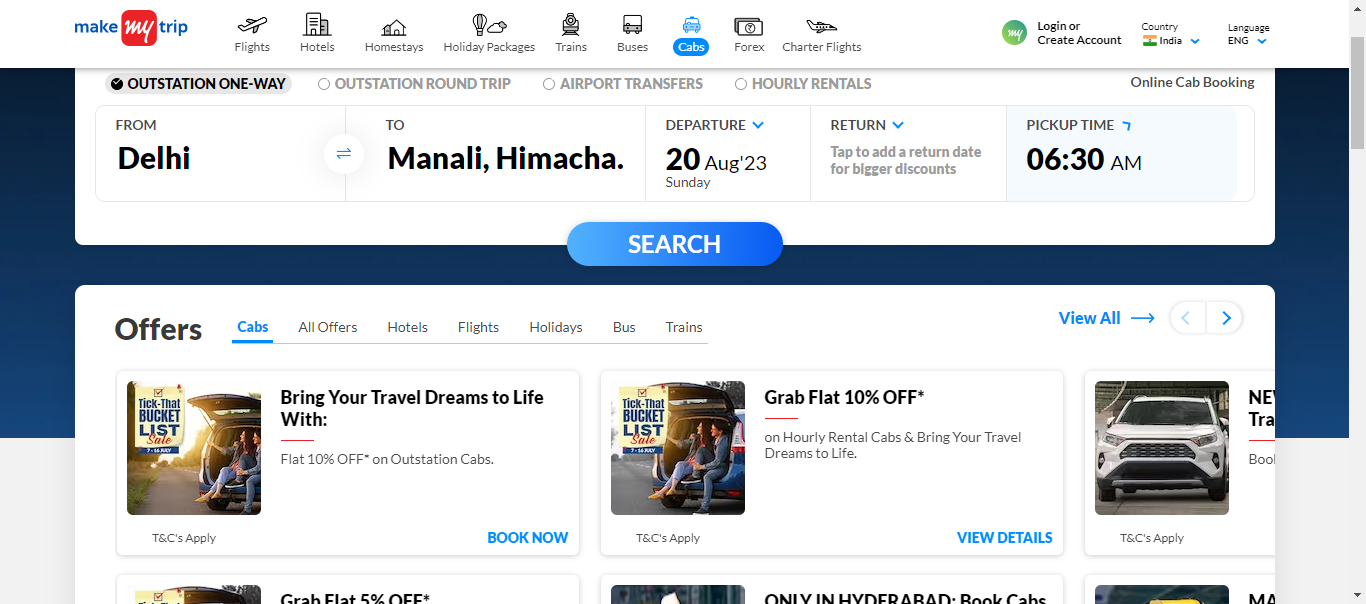 make my trip
Flights
Hotels
Homestays
Holiday Packages
Trains
Buses
Cabs
Forex
Charter Flights
my
Login or
Create Account
Country
India
Language
ENG
OUTSTATION ONE-WAY
OUTSTATION ROUND TRIP
AIRPORT TRANSFERS
HOURLY RENTALS
Online Cab Booking
FROM
Delhi
TO
Manali, Himacha.
DEPARTURE
20 Aug'23
Sunday
RETURN
Tap to add a return date
for bigger discounts
PICKUP TIME
06:30 AM
SEARCH
Offers
Cabs
All Offers
Hotels
Flights
Holidays
Bus
Trains
View All
Tick-That
BUCKET
LIST
Sale
7 - 16 JULY
Bring Your Travel Dreams to Life
With:
Flat 10% OFF* on Outstation Cabs.
T&C's Apply
BOOK NOW
Tick-That
BUCKET
LIST
Sale
7 - 16 JULY
Grab Flat 10% OFF*
on Hourly Rental Cabs & Bring Your Travel
Dreams to Life.
T&C's Apply
VIEW DETAILS
Tra
Boo
T&C's Apply
Tick-That
Grab Flat 5% OFF*
ONLY IN HYDERABAD: Book Cabs